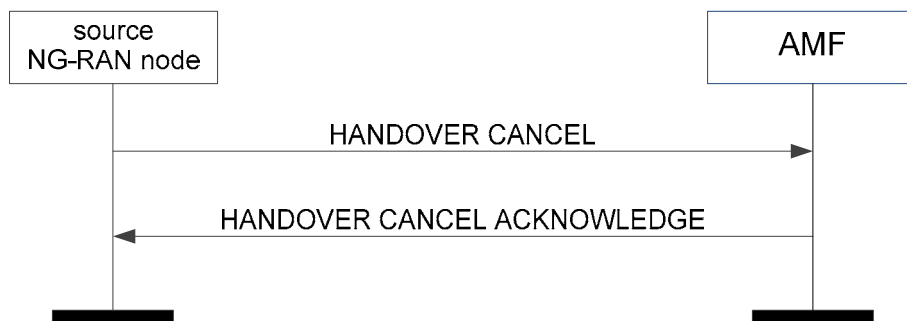 source
NG-RAN node
AMF
HANDOVER CANCEL
HANDOVER CANCEL ACKNOWLEDGE